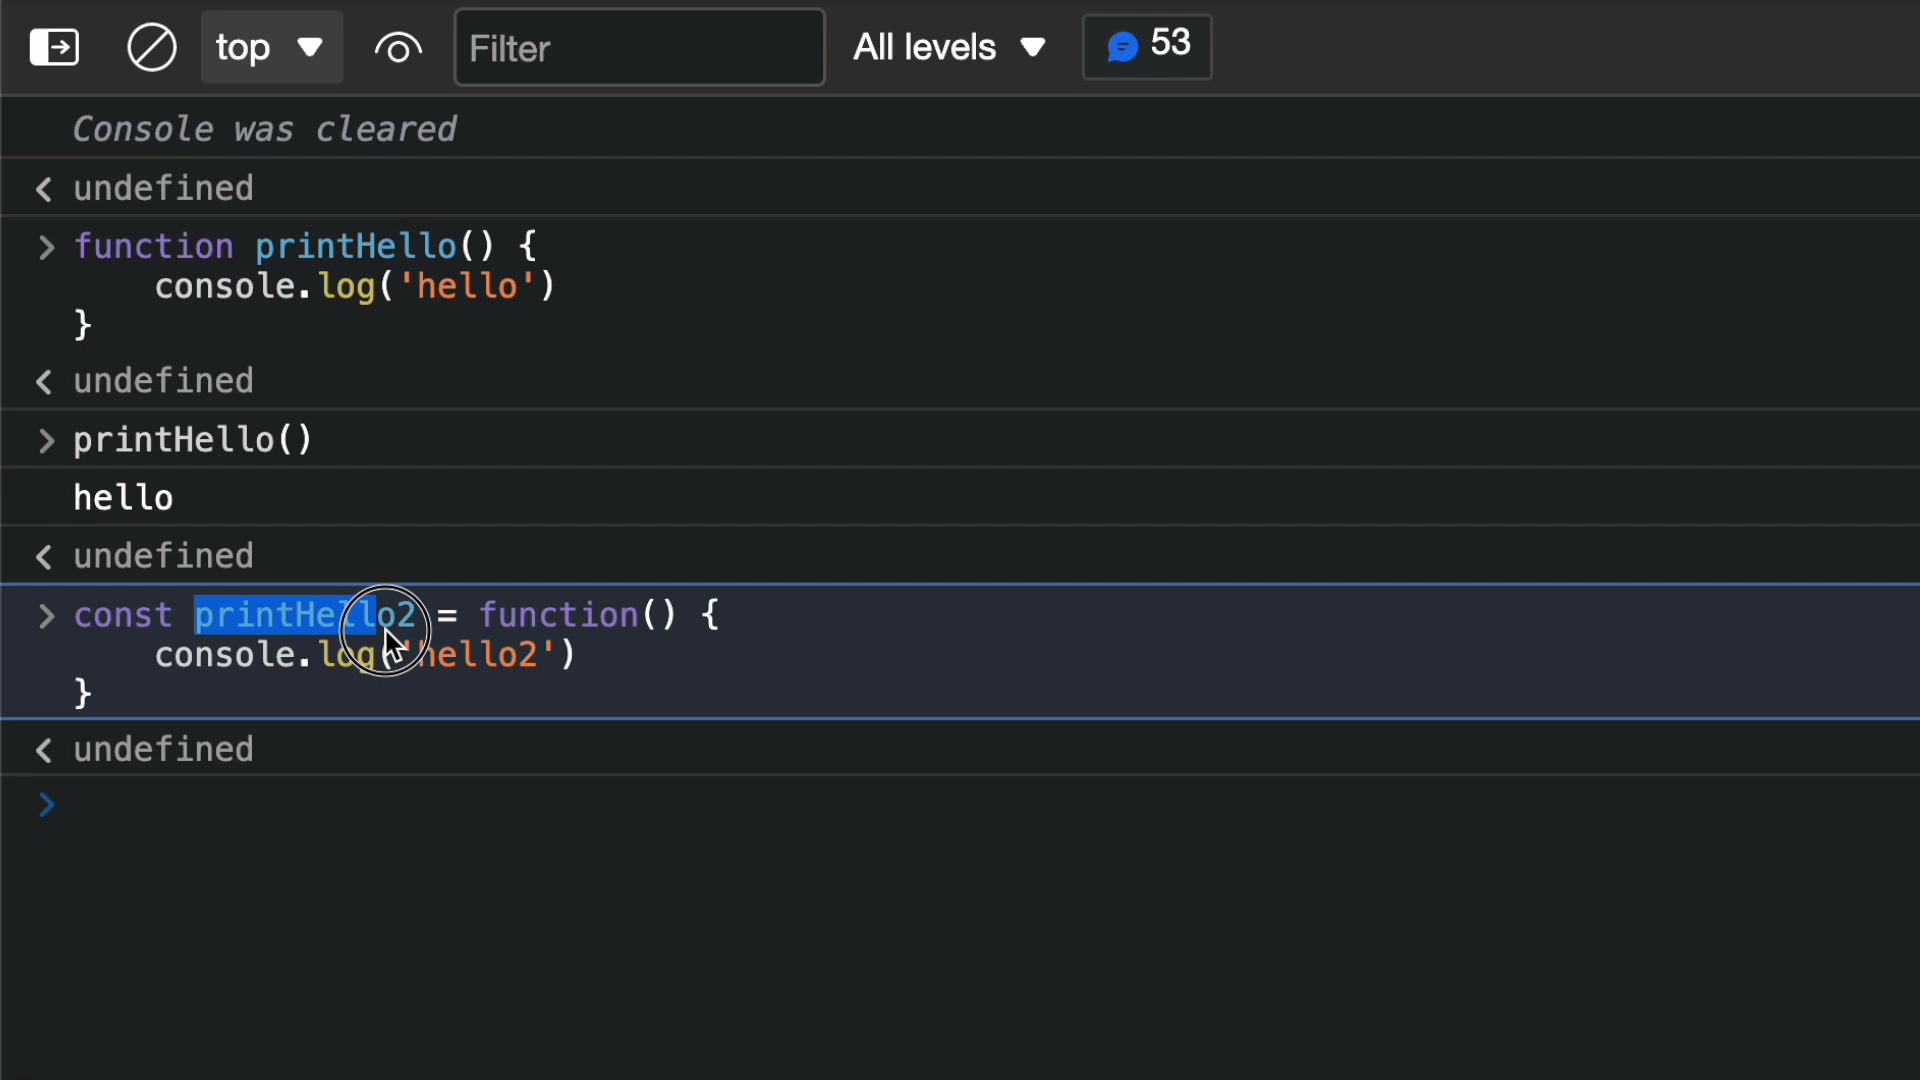 top Filter All levels 53
Console was cleared
< undefined
> function printHello() {
    console.log('hello')
}
< undefined
> printHello()
hello
< undefined
> const printHello2 = function() {
    console.log('hello2')
}
< undefined
>